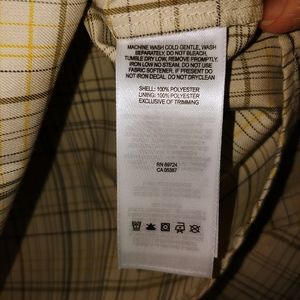 MACHINE WASH COLD GENTLE, WASH
SEPARATELY, DO NOT BLEACH,
TUMBLE DRY LOW, REMOVE PROMPTLY,
IRON LOW NO STEAM. DO NOT USE
FABRIC SOFTENER. IF PRESENT DO
NOT IRON DECAL. DO NOT DRYCLEAN
SHELL: 100% POLYESTER
LINING: 100% POLYESTER
EXCLUSIVE OF TRIMMING
RN 69724
CA 05367